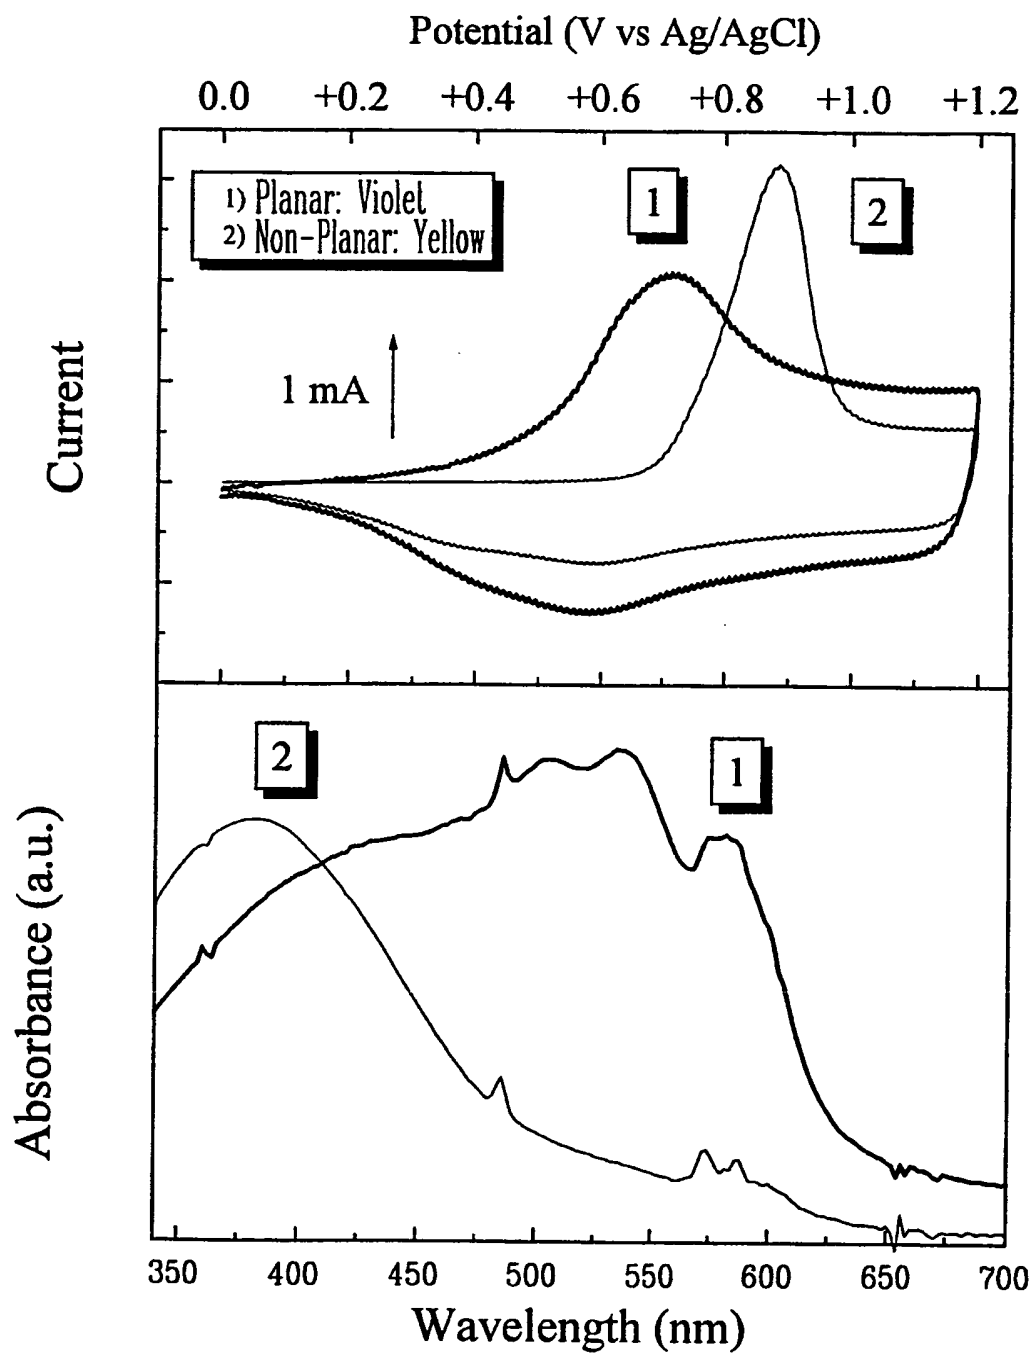 Potential (V vs Ag/AgCl)
0.0 +0.2 +0.4 +0.6 +0.8 +1.0 +1.2
1) Planar: Violet
2) Non-Planar: Yellow
1
2
1 mA
Current
2
1
Absorbance (a.u.)
350 400 450 500 550 600 650 700
Wavelength (nm)